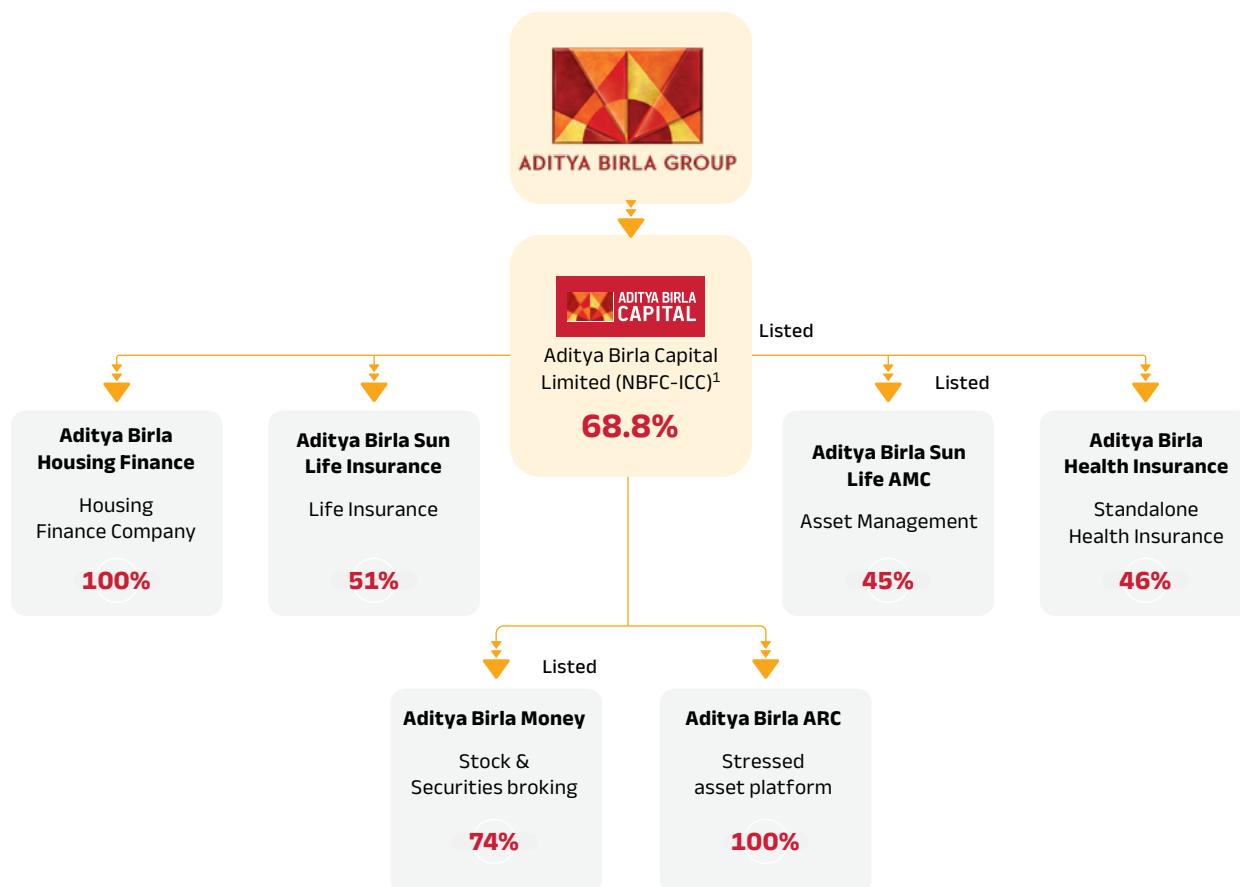 ADITYA BIRLA GROUP
ADITYA BIRLA
CAPITAL
Listed
Aditya Birla Capital
Limited (NBFC-ICC)1
68.8%
Listed
Aditya Birla
Housing Finance
Housing
Finance Company
100%
Aditya Birla Sun
Life Insurance
Life Insurance
51%
Aditya Birla Sun
Life AMC
Asset Management
45%
Aditya Birla
Health Insurance
Standalone
Health Insurance
46%
Listed
Aditya Birla Money
Stock &
Securities broking
74%
Aditya Birla ARC
Stressed
asset platform
100%